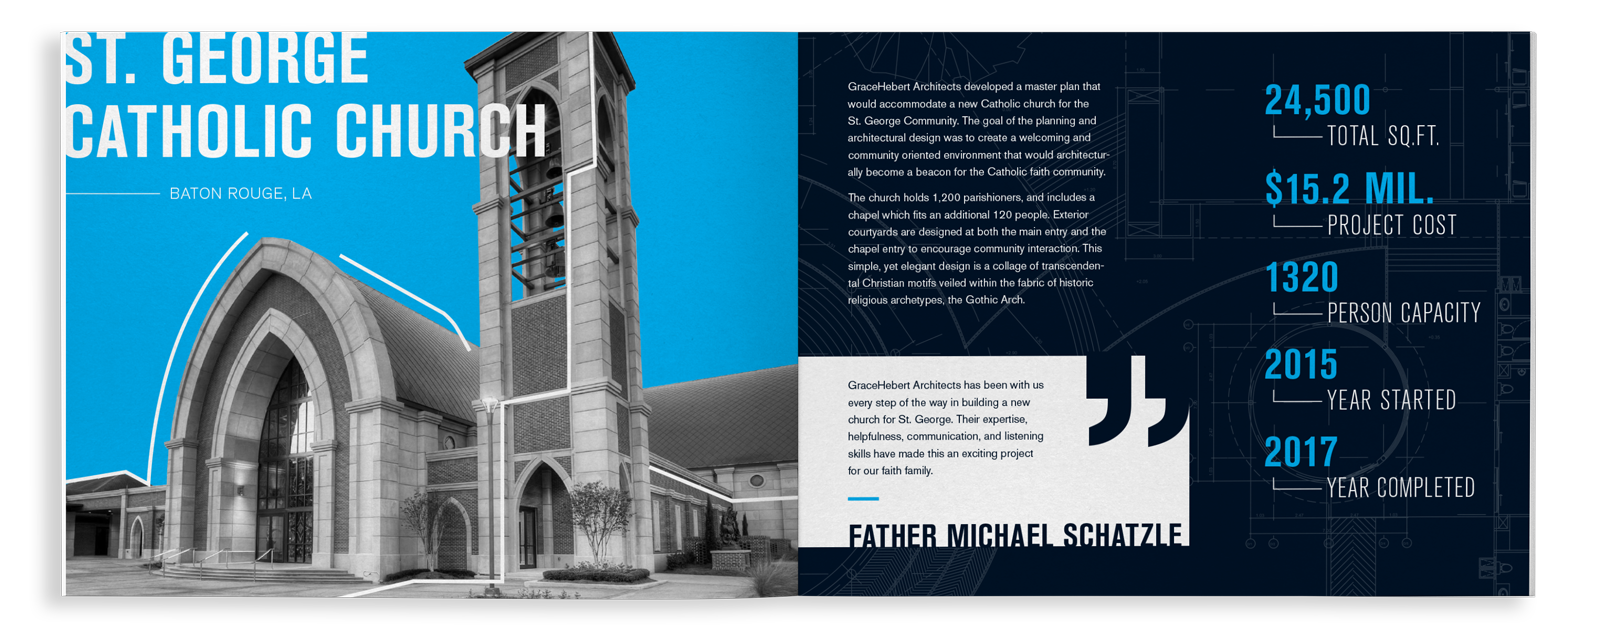 ST. GEORGE
CATHOLIC CHURCH
BATON ROUGE, LA
GraceHebert Architects developed a master plan that
would accommodate a new Catholic church for the
St. George Community. The goal of the planning and
architectural design was to create a welcoming and
community oriented environment that would architectur-
ally become a beacon for the Catholic faith community.
The church holds 1,200 parishioners, and includes a
chapel which fits an additional 120 people. Exterior
courtyards are designed at both the main entry and the
chapel entry to encourage community interaction. This
simple, yet elegant design is a collage of transcenden-
tal Christian motifs veiled within the fabric of historic
religious archetypes, the Gothic Arch.
GraceHebert Architects has been with us
every step of the way in building a new
church for St. George. Their expertise,
helpfulness, communication, and listening
skills have made this an exciting project
for our faith family.
”
FATHER MICHAEL SCHATZLE
24,500
TOTAL SQ.FT.
$15.2 MIL.
PROJECT COST
1320
PERSON CAPACITY
2015
YEAR STARTED
2017
YEAR COMPLETED